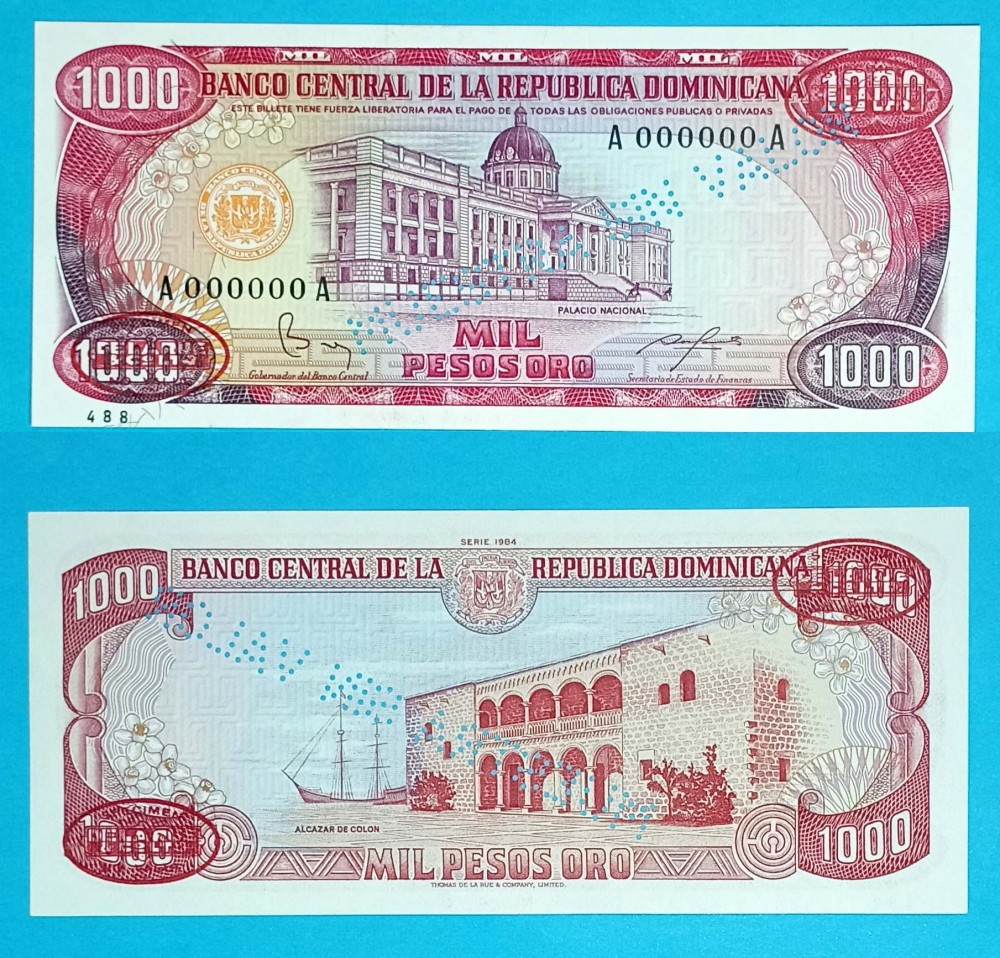 MIL MIL MIL
1000 BANCO CENTRAL DE LA REPUBLICA DOMINICANA 1000
ESTE BILLETE TIENE FUERZA LIBERATORIA PARA EL PAGO DE TODAS LAS OBLIGACIONES PUBLICAS O PRIVADAS
A 000000 A
BANCO CENTRAL
A 000000 A
PALACIO NACIONAL
MIL
1000 PESOS ORO 1000
Gobernador del Banco Central Secretario de Estado de Finanzas
488
SERIE 1984
1000 BANCO CENTRAL DE LA REPUBLICA DOMINICANA 1000
ALCAZAR DE COLON
SPECIMEN
1000 MIL PESOS ORO 1000
THOMAS DE LA RUE & COMPANY, LIMITED.